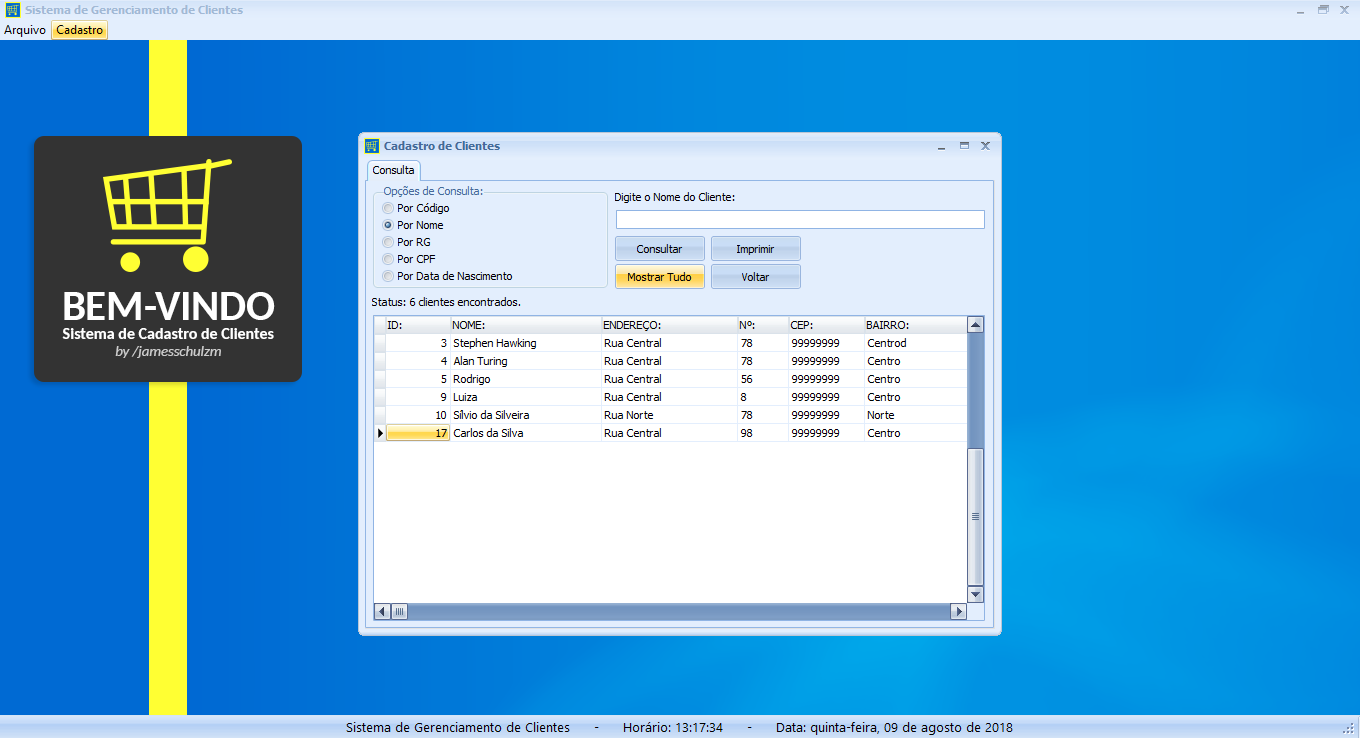 Sistema de Gerenciamento de Clientes
Arquivo Cadastro
BEM-VINDO
Sistema de Cadastro de Clientes
by /jamesschulzm
Cadastro de Clientes
Consulta
Opções de Consulta:
Por Código
Por Nome
Por RG
Por CPF
Por Data de Nascimento
Digite o Nome do Cliente:
Consultar Imprimir
Mostrar Tudo Voltar
Status: 6 clientes encontrados.
ID: NOME: ENDEREÇO: Nº: CEP: BAIRRO:
3 Stephen Hawking Rua Central 78 99999999 Centrod
4 Alan Turing Rua Central 78 99999999 Centro
5 Rodrigo Rua Central 56 99999999 Centro
9 Luiza Rua Central 8 99999999 Centro
10 Sílvio da Silveira Rua Norte 78 99999999 Norte
17 Carlos da Silva Rua Central 98 99999999 Centro
Sistema de Gerenciamento de Clientes - Horário: 13:17:34 - Data: quinta-feira, 09 de agosto de 2018